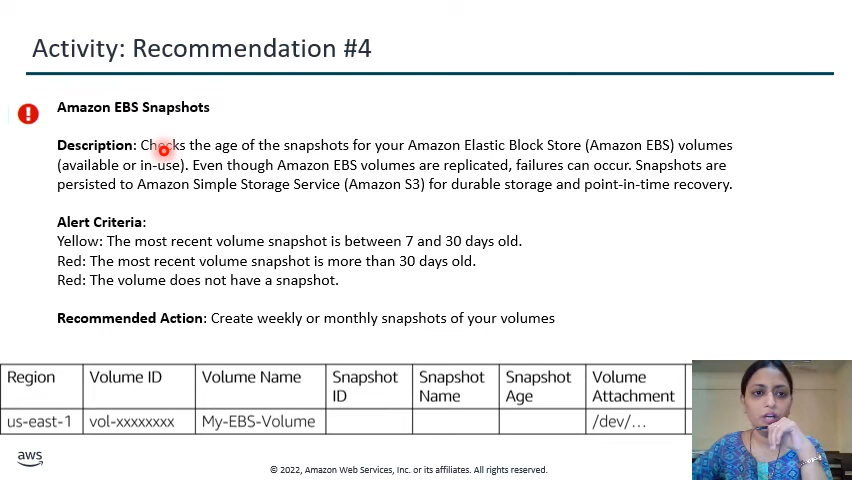 Activity: Recommendation #4
Amazon EBS Snapshots
Description: Checks the age of the snapshots for your Amazon Elastic Block Store (Amazon EBS) volumes
(available or in-use). Even though Amazon EBS volumes are replicated, failures can occur. Snapshots are
persisted to Amazon Simple Storage Service (Amazon S3) for durable storage and point-in-time recovery.
Alert Criteria:
Yellow: The most recent volume snapshot is between 7 and 30 days old.
Red: The most recent volume snapshot is more than 30 days old.
Red: The volume does not have a snapshot.
Recommended Action: Create weekly or monthly snapshots of your volumes
Region Volume ID Volume Name Snapshot ID Snapshot Name Snapshot Age Volume Attachment
us-east-1 vol-xxxxxxxx My-EBS-Volume /dev/...
aws
© 2022, Amazon Web Services, Inc. or its affiliates. All rights reserved.